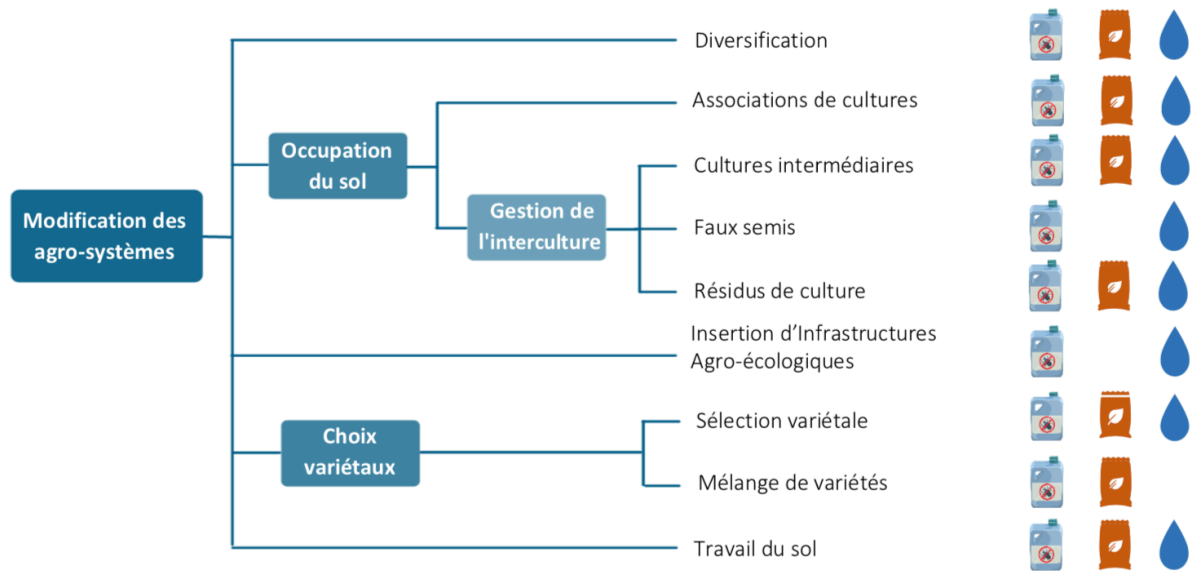 Diversification
Associations de cultures
Occupation
du sol
Cultures intermédiaires
Modification des
agro-systèmes
Gestion de
l'interculture
Faux semis
Résidus de culture
Insertion d’Infrastructures
Agro-écologiques
Choix
variétaux
Sélection variétale
Mélange de variétés
Travail du sol